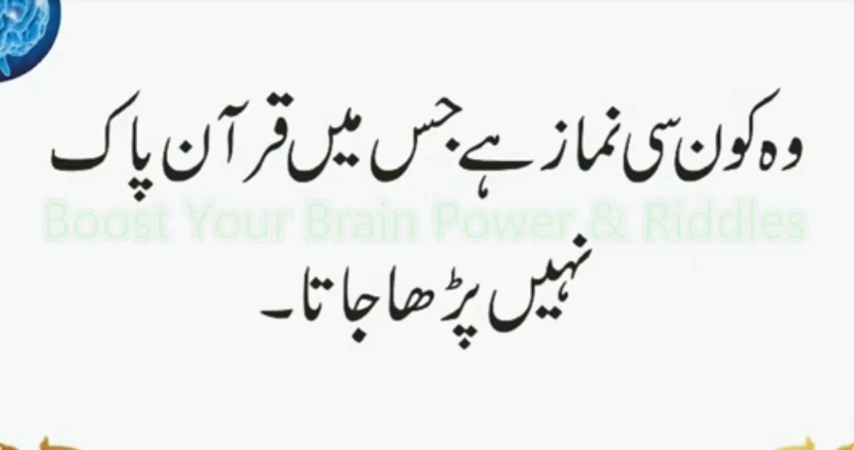 وہ کون سی نماز ہے جس میں قرآن پاک
Boost Your Brain Power & Riddles
نہیں پڑھا جاتا۔